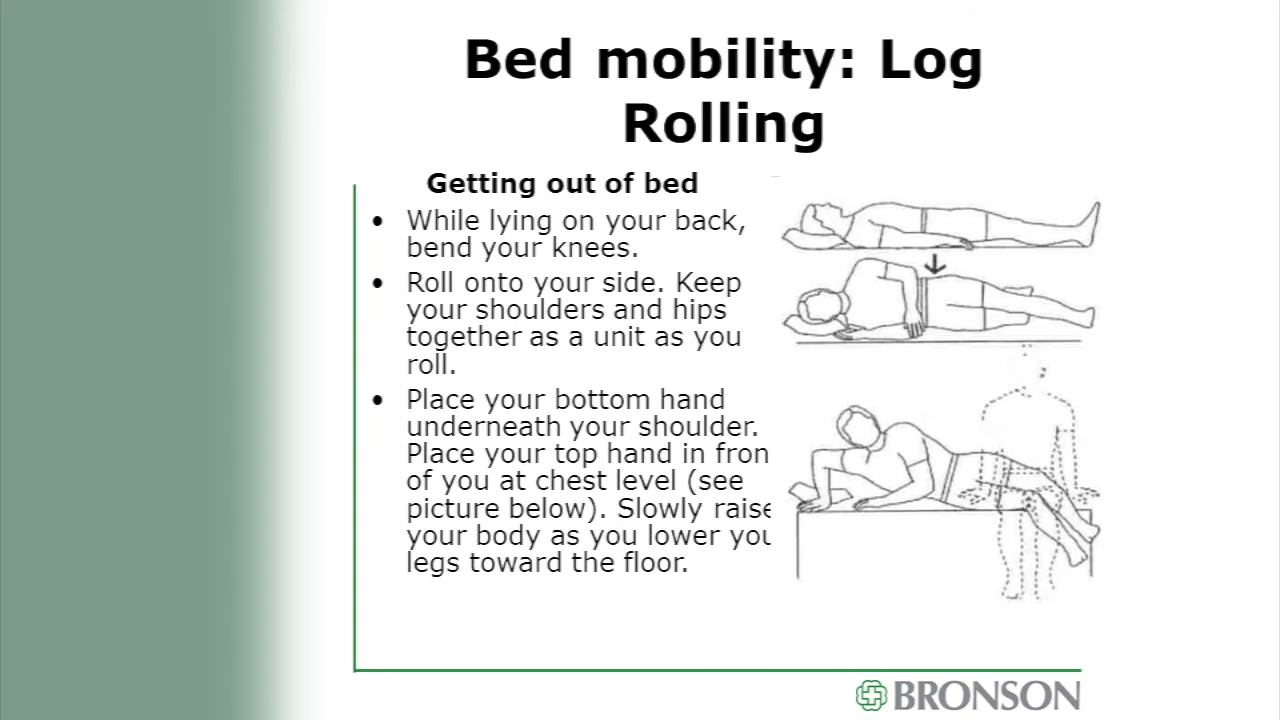 Bed mobility: Log
Rolling
Getting out of bed
• While lying on your back,
bend your knees.
• Roll onto your side. Keep
your shoulders and hips
together as a unit as you
roll.
• Place your bottom hand
underneath your shoulder.
Place your top hand in fron
of you at chest level (see
picture below). Slowly raise
your body as you lower you
legs toward the floor.
BRONSON